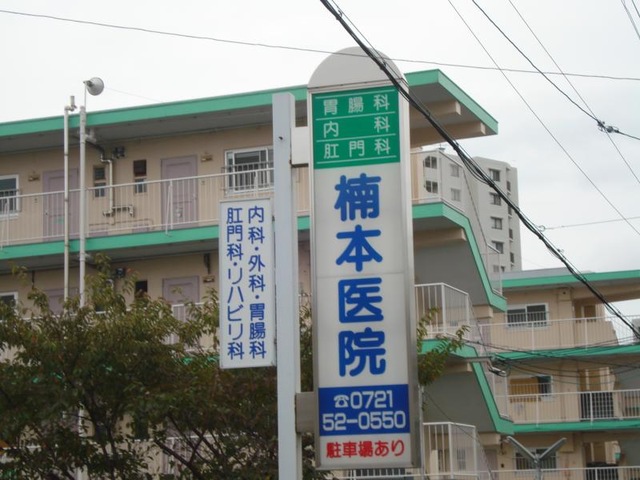 胃腸科
内科
肛門科
楠本医院
☎0721
52-0550
駐車場あり
内科・外科・胃腸科
肛門科・リハビリ科